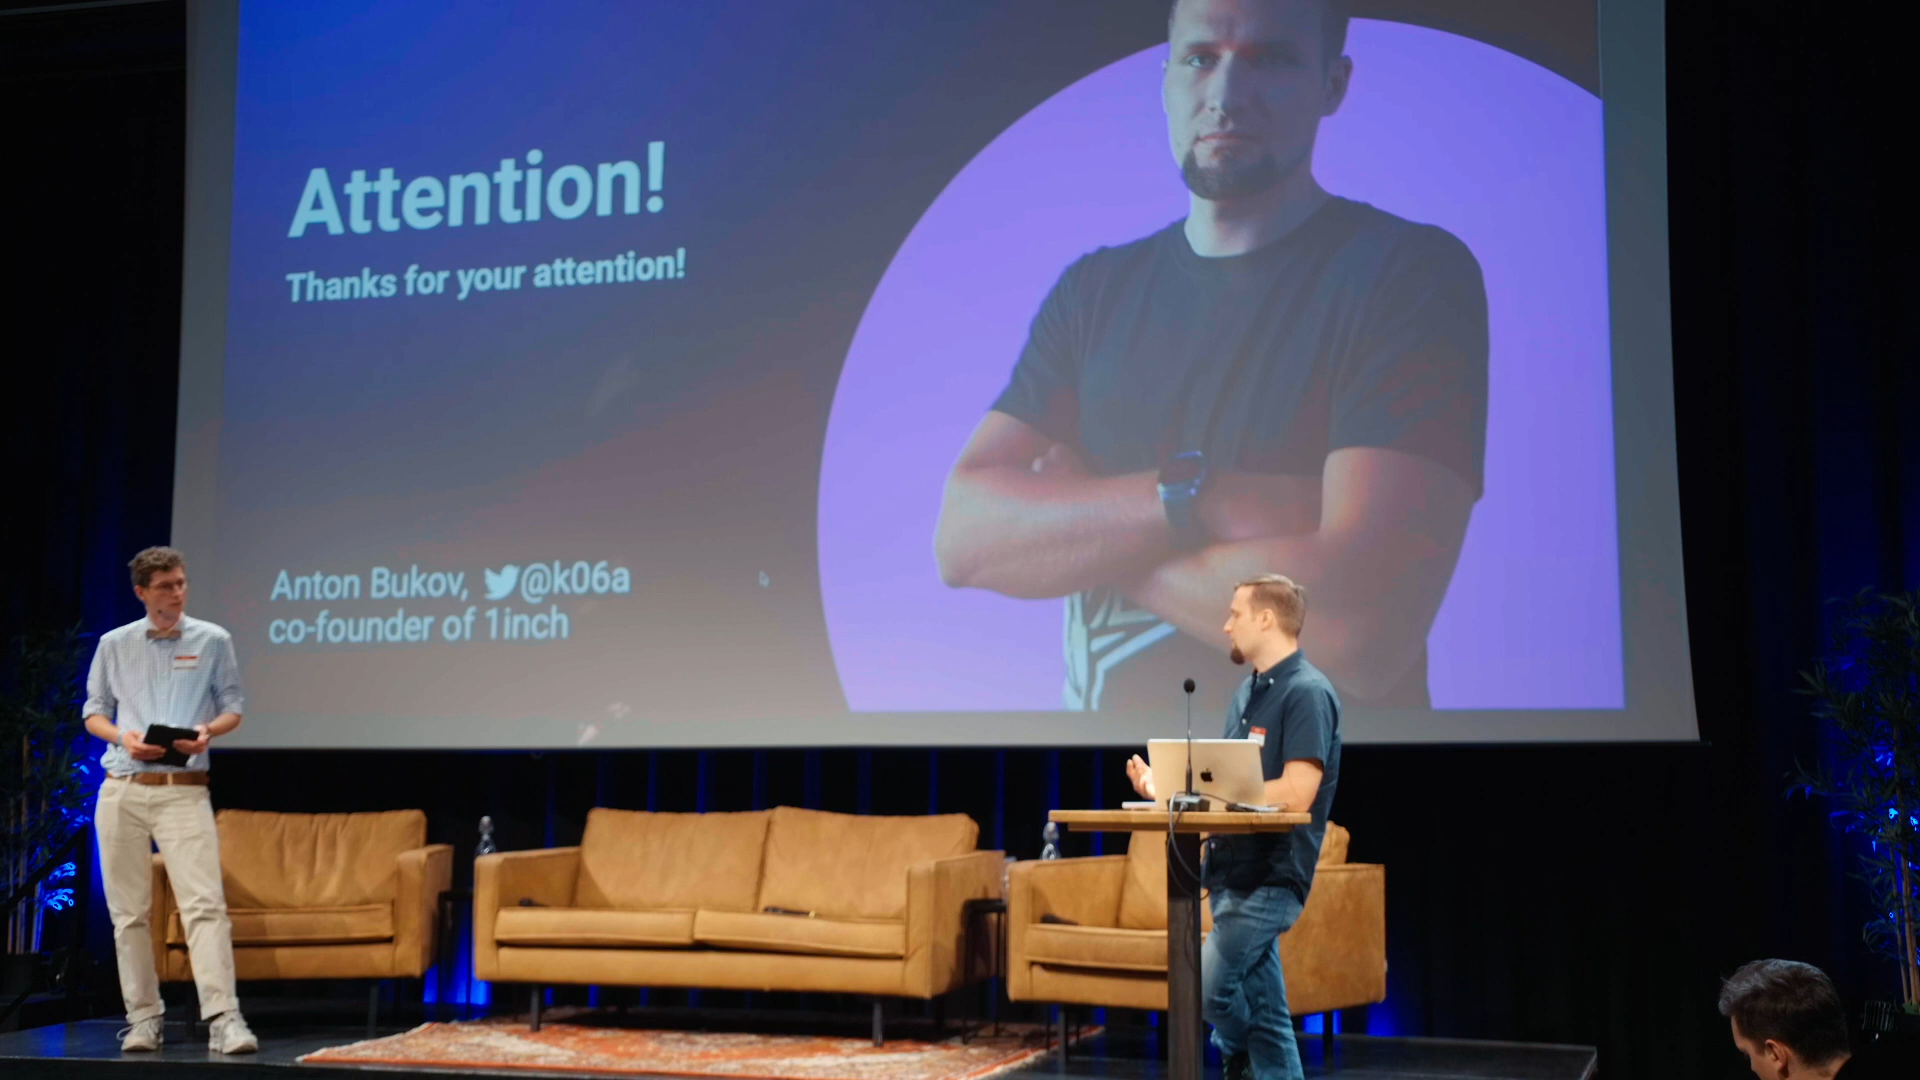 Attention!
Thanks for your attention!
Anton Bukov, @k06a
co-founder of 1inch